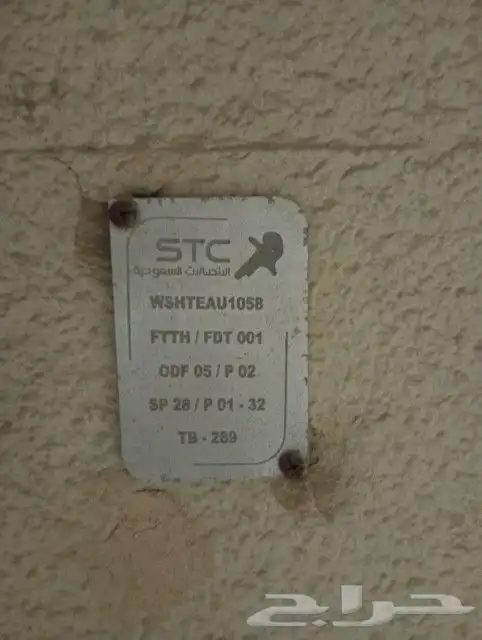 STC
الاتصالات السعودية
WSHTEAU1058
FTTH / FDT 001
ODF 05 / P 02
SP 28 / P 01 - 32
TB - 289
حراج